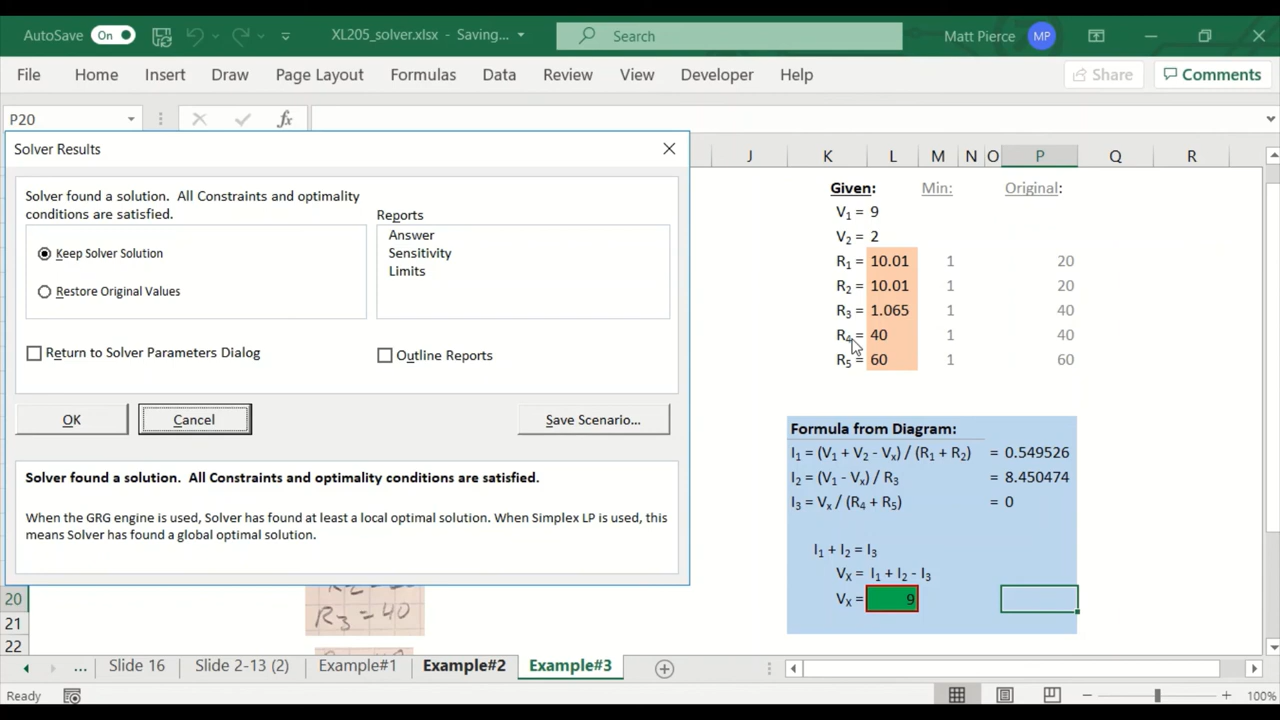 AutoSave On XL205_solver.xlsx - Saving... Search Matt Pierce MP
File Home Insert Draw Page Layout Formulas Data Review View Developer Help Share Comments
P20 fx
Solver Results
Solver found a solution. All Constraints and optimality
conditions are satisfied.
Reports
Answer
Sensitivity
Limits
Keep Solver Solution
Restore Original Values
Return to Solver Parameters Dialog
Outline Reports
OK Cancel Save Scenario...
Solver found a solution. All Constraints and optimality conditions are satisfied.
When the GRG engine is used, Solver has found at least a local optimal solution. When Simplex LP is used, this
means Solver has found a global optimal solution.
J K L M N O P Q R
Given: Min: Original:
V1 = 9
V2 = 2
R1 = 10.01 1 20
R2 = 10.01 1 20
R3 = 1.065 1 40
R4 = 40 1 40
R5 = 60 1 60
Formula from Diagram:
I1 = (V1 + V2 - Vx) / (R1 + R2) = 0.549526
I2 = (V1 - Vx) / R3 = 8.450474
I3 = Vx / (R4 + R5) = 0
I1 + I2 = I3
VX = I1 + I2 - I3
VX = 9
20
21
22
R3 = 40
... Slide 16 Slide 2-13 (2) Example#1 Example#2 Example#3
Ready 100%